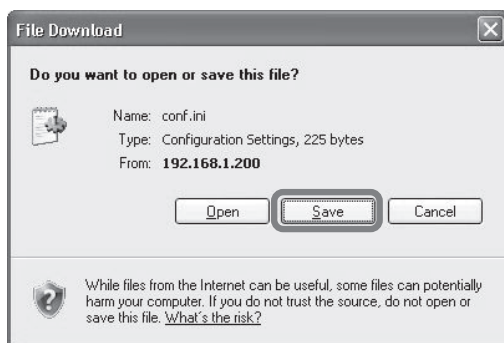 File Download
Do you want to open or save this file?
Name: conf.ini
Type: Configuration Settings, 225 bytes
From: 192.168.1.200
Open
Save
Cancel
While files from the Internet can be useful, some files can potentially
harm your computer. If you do not trust the source, do not open or
save this file. What's the risk?